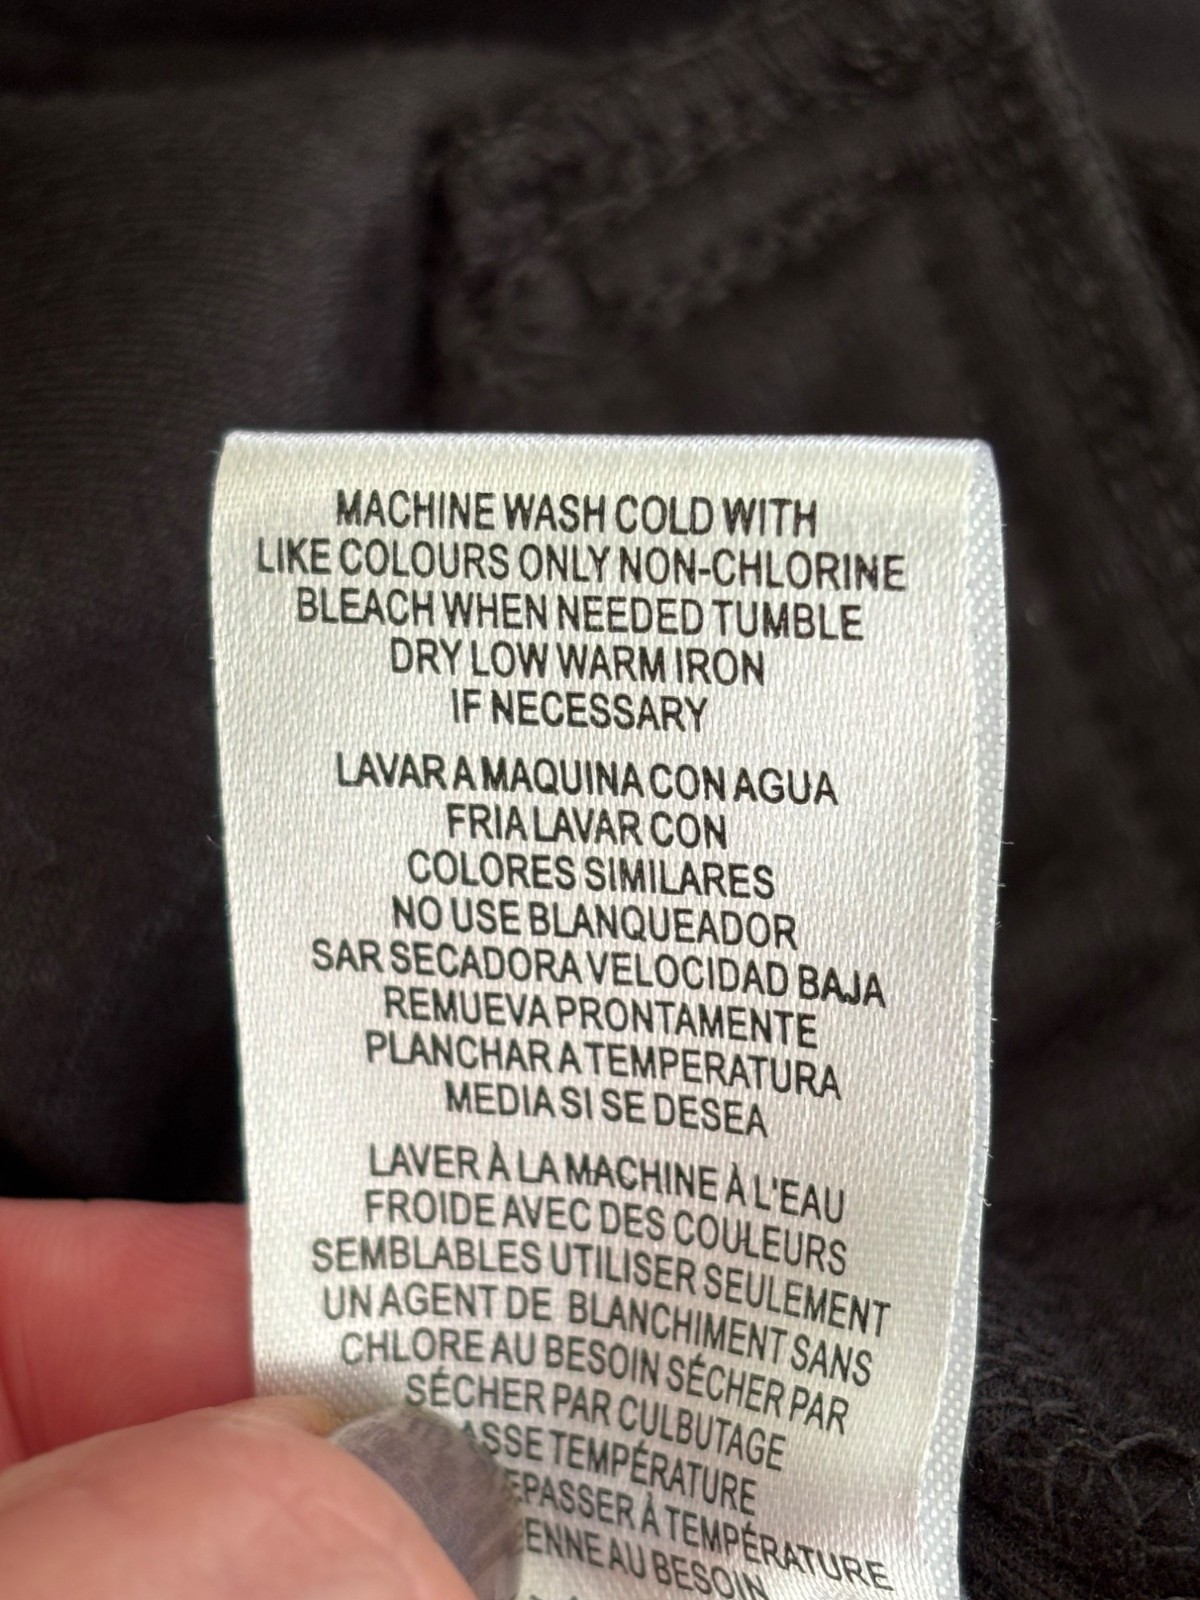 MACHINE WASH COLD WITH
LIKE COLOURS ONLY NON-CHLORINE
BLEACH WHEN NEEDED TUMBLE
DRY LOW WARM IRON
IF NECESSARY
LAVAR A MAQUINA CON AGUA
FRIA LAVAR CON
COLORES SIMILARES
NO USE BLANQUEADOR
SAR SECADORA VELOCIDAD BAJA
REMUEVA PRONTAMENTE
PLANCHAR A TEMPERATURA
MEDIA SI SE DESEA
LAVER À LA MACHINE À L'EAU
FROIDE AVEC DES COULEURS
SEMBLABLES UTILISER SEULEMENT
UN AGENT DE BLANCHIMENT SANS
CHLORE AU BESOIN SÉCHER PAR
SÉCHER PAR CULBUTAGE
ASSE TEMPÉRATURE
EPASSER À TEMPÉRATURE
ENNE AU BESOIN